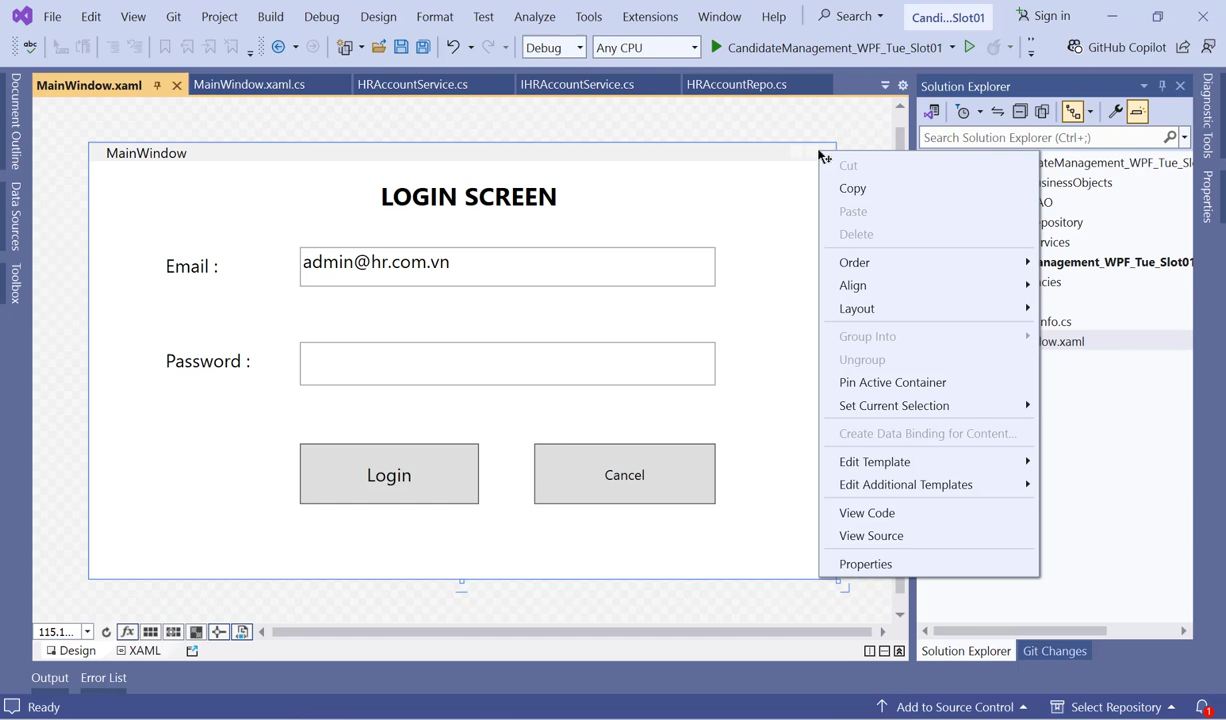 File Edit View Git Project Build Debug Design Format Test Analyze Tools Extensions Window Help Search Candi...Slot01 Sign in
Debug Any CPU CandidateManagement_WPF_Tue_Slot01 GitHub Copilot
MainWindow.xaml MainWindow.xaml.cs HRAccountService.cs IHRAccountService.cs HRAccountRepo.cs
Solution Explorer
Search Solution Explorer (Ctrl+;)
Document Outline
Data Sources
Toolbox
Diagnostic Tools
Properties
MainWindow
LOGIN SCREEN
Email :
admin@hr.com.vn
Password :
Login
Cancel
Cut
Copy
Paste
Delete
Order
Align
Layout
Group Into
Ungroup
Pin Active Container
Set Current Selection
Create Data Binding for Content...
Edit Template
Edit Additional Templates
View Code
View Source
Properties
ateManagement_WPF_Tue_Sl
usinessObjects
AO
pository
rvices
anagement_WPF_Tue_Slot01
ncies
nfo.cs
low.xaml
115.1...
Design XAML
Solution Explorer Git Changes
Output Error List
Ready
Add to Source Control Select Repository 1